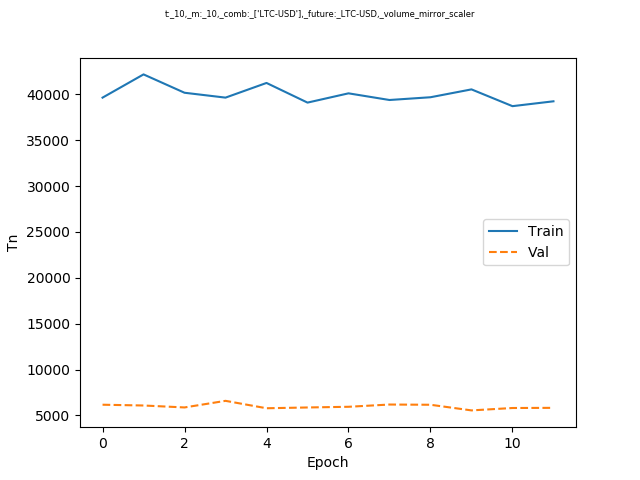 t:_10,_m:_10,_comb:_['LTC-USD'],_future:_LTC-USD,_volume_mirror_scaler
40000
35000
30000
25000
20000
15000
10000
5000
Tn
Train
Val
0 2 4 6 8 10
Epoch